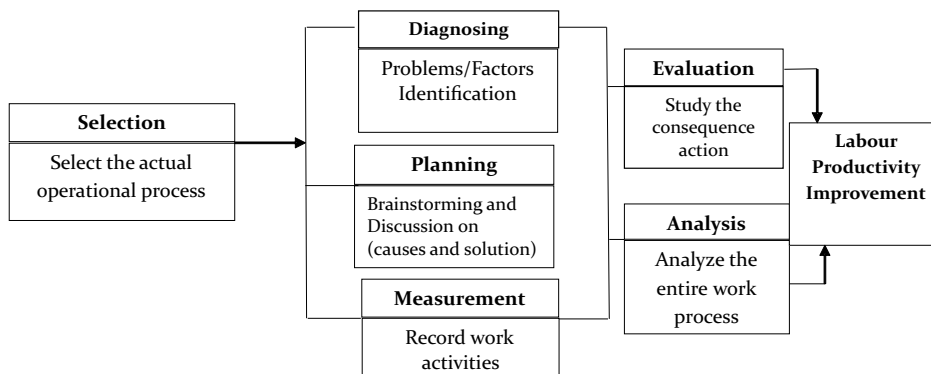 Selection
Select the actual
operational process
Diagnosing
Problems/Factors
Identification
Planning
Brainstorming and
Discussion on
(causes and solution)
Measurement
Record work
activities
Evaluation
Study the
consequence
action
Analysis
Analyze the
entire work
process
Labour
Productivity
Improvement